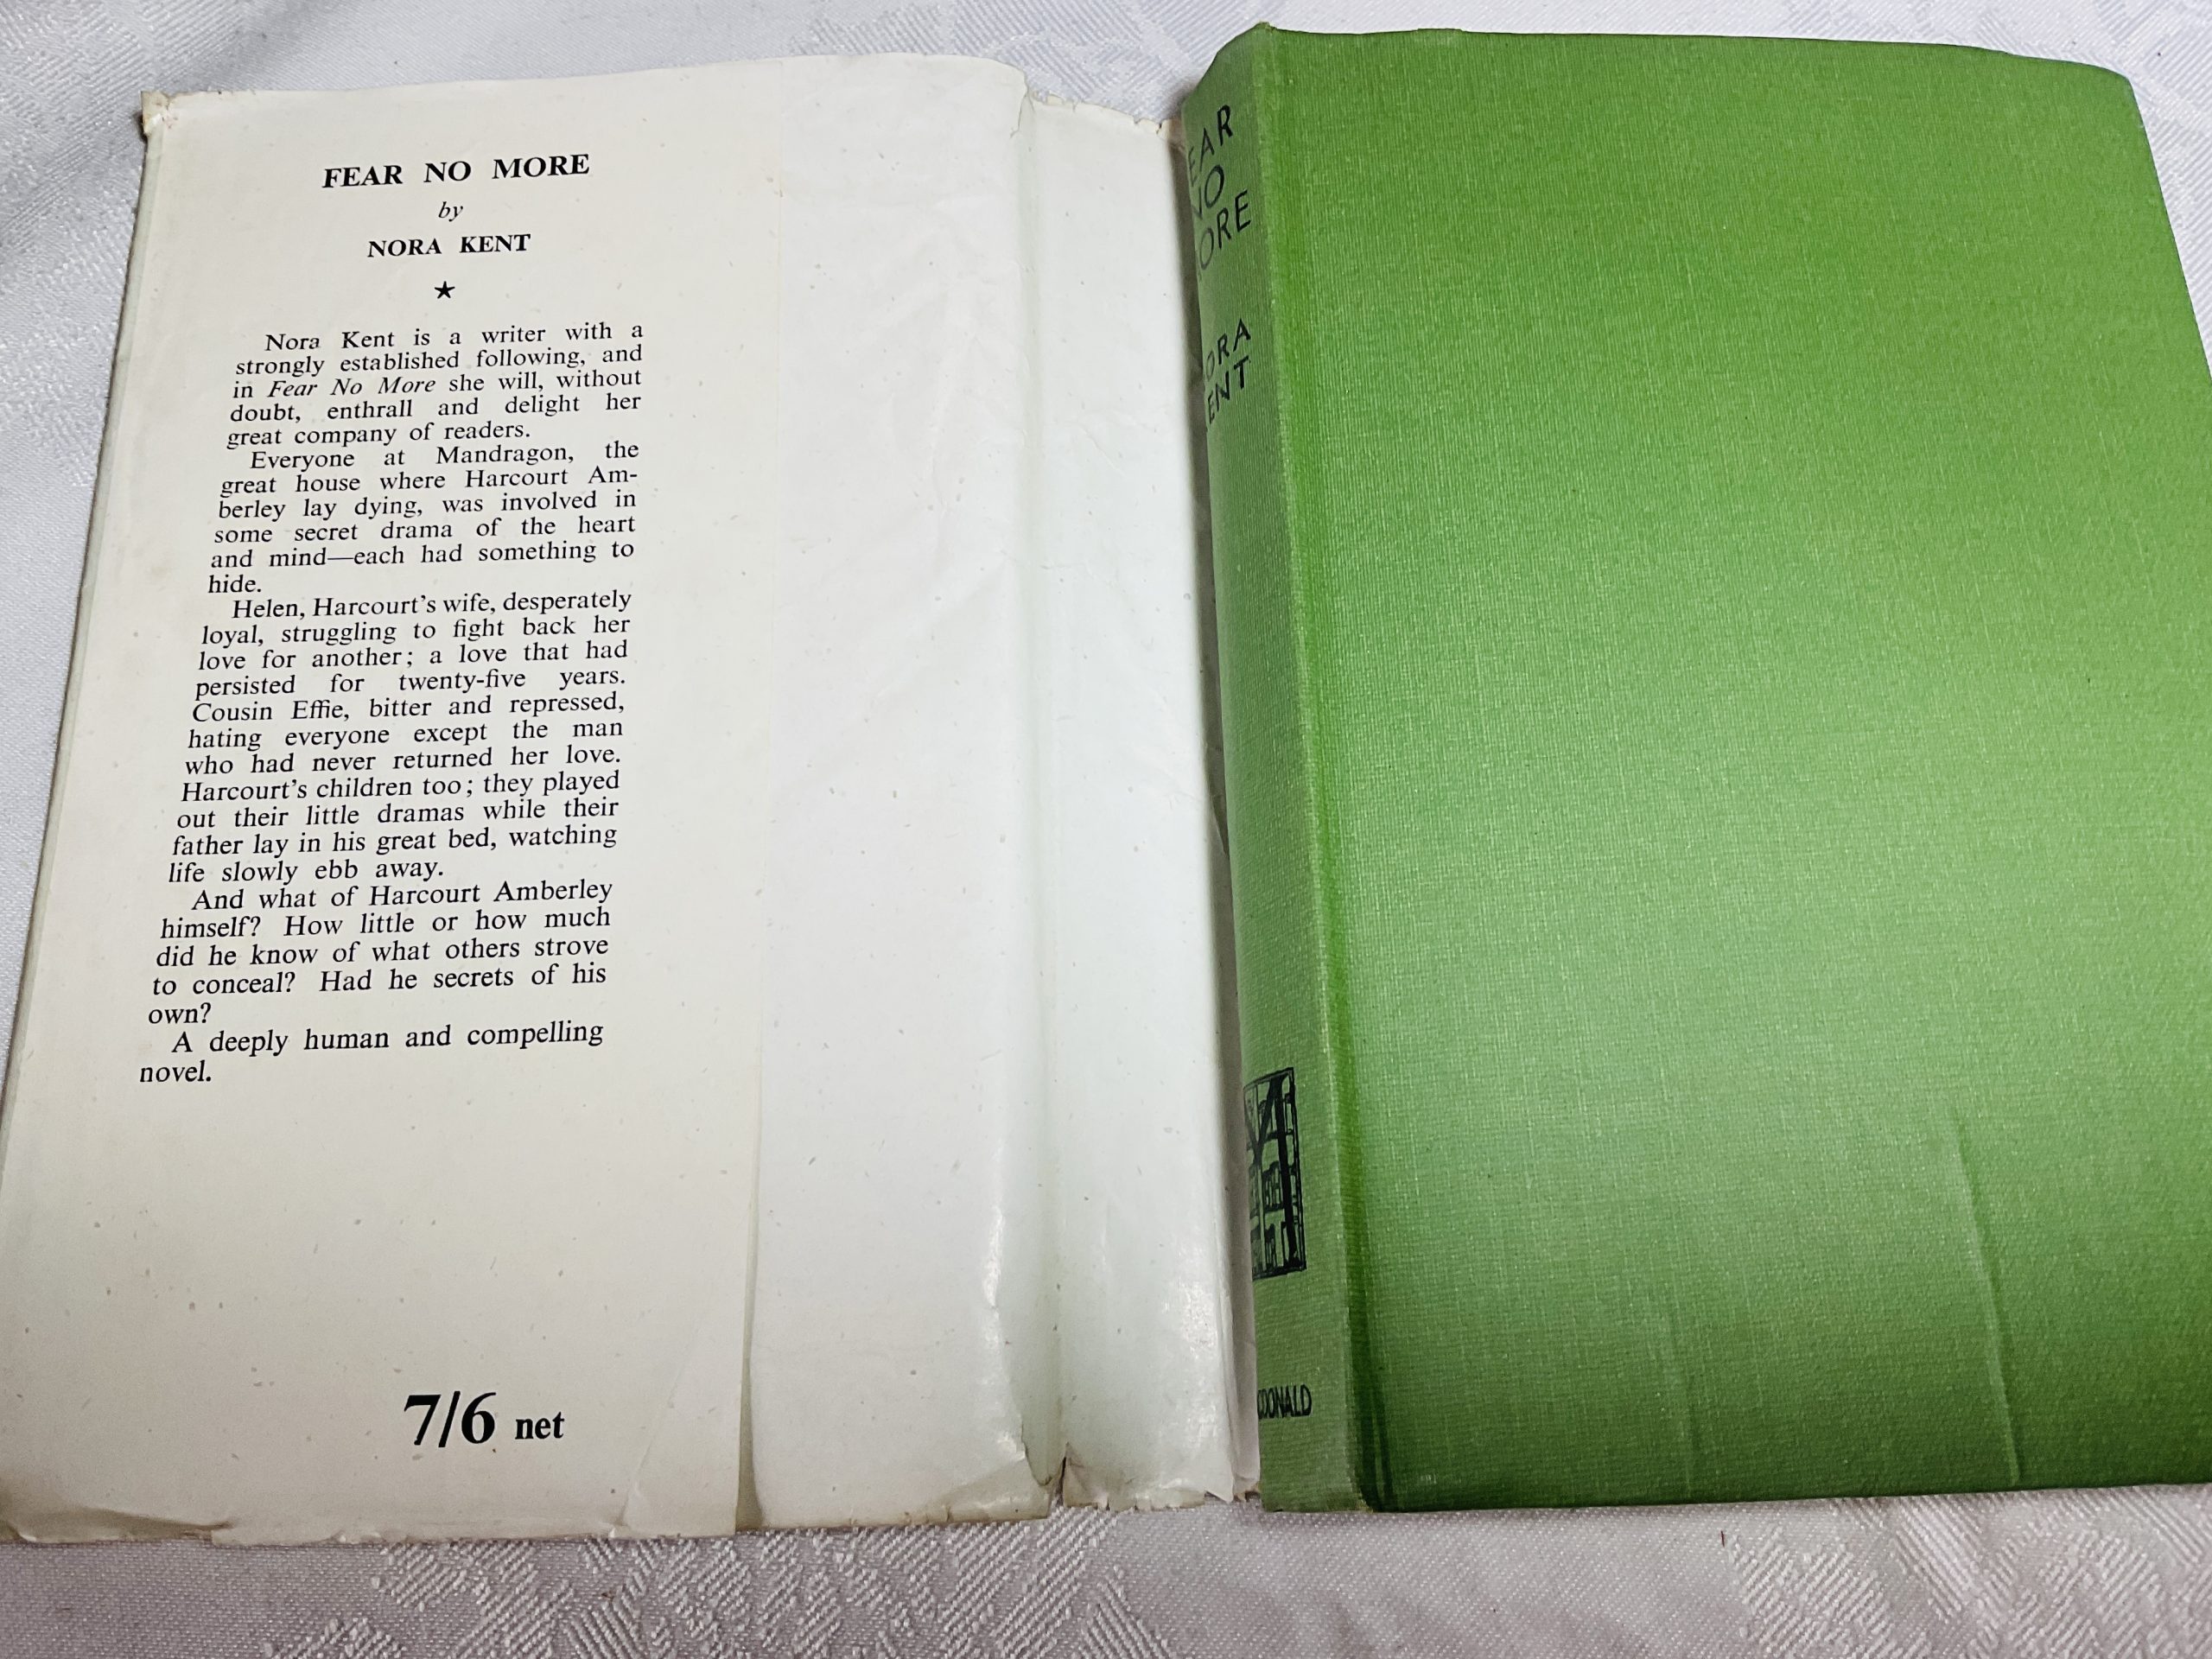 FEAR NO MORE
by
NORA KENT
★
Nora Kent is a writer with a
strongly established following, and
in Fear No More she will, without
doubt, enthrall and delight her
great company of readers.
Everyone at Mandragon, the
great house where Harcourt Am-
berley lay dying, was involved in
some secret drama of the heart
and mind—each had something to
hide.
Helen, Harcourt's wife, desperately
loyal, struggling to fight back her
love for another; a love that had
persisted for twenty-five years.
Cousin Effie, bitter and repressed,
hating everyone except the man
who had never returned her love.
Harcourt's children too; they played
out their little dramas while their
father lay in his great bed, watching
life slowly ebb away.
And what of Harcourt Amberley
himself? How little or how much
did he know of what others strove
to conceal? Had he secrets of his
own?
A deeply human and compelling
novel.
7/6 net
EAR
NO
ORE
ORA
ENT
CDONALD